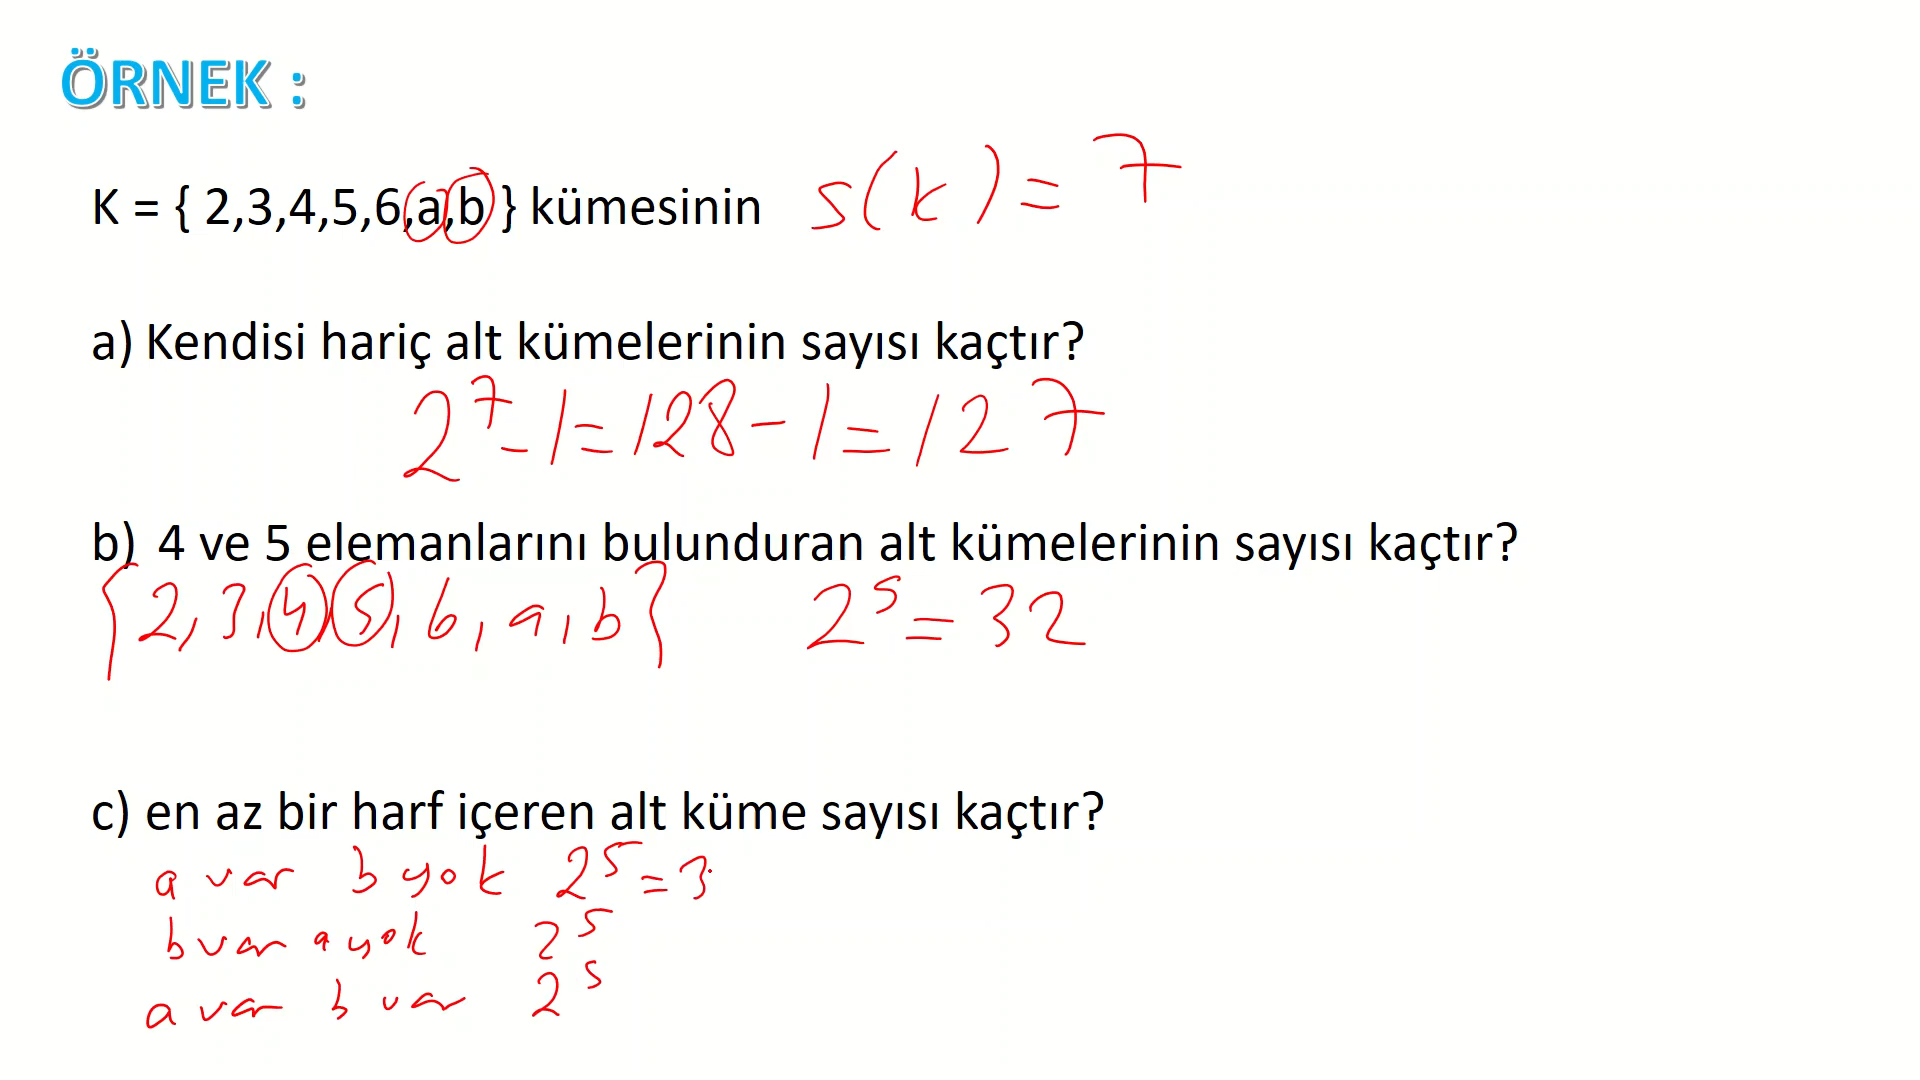 ÖRNEK :
K = { 2,3,4,5,6,a,b } kümesinin s(k) = 7
a) Kendisi hariç alt kümelerinin sayısı kaçtır?
2⁷ - 1 = 128 - 1 = 127
b) 4 ve 5 elemanlarını bulunduran alt kümelerinin sayısı kaçtır?
{2, 3, 4, 5, 6, a, b} 2⁵ = 32
c) en az bir harf içeren alt küme sayısı kaçtır?
a var b yok 2⁵ = 3
b var a yok 2⁵
a var b var 2⁵